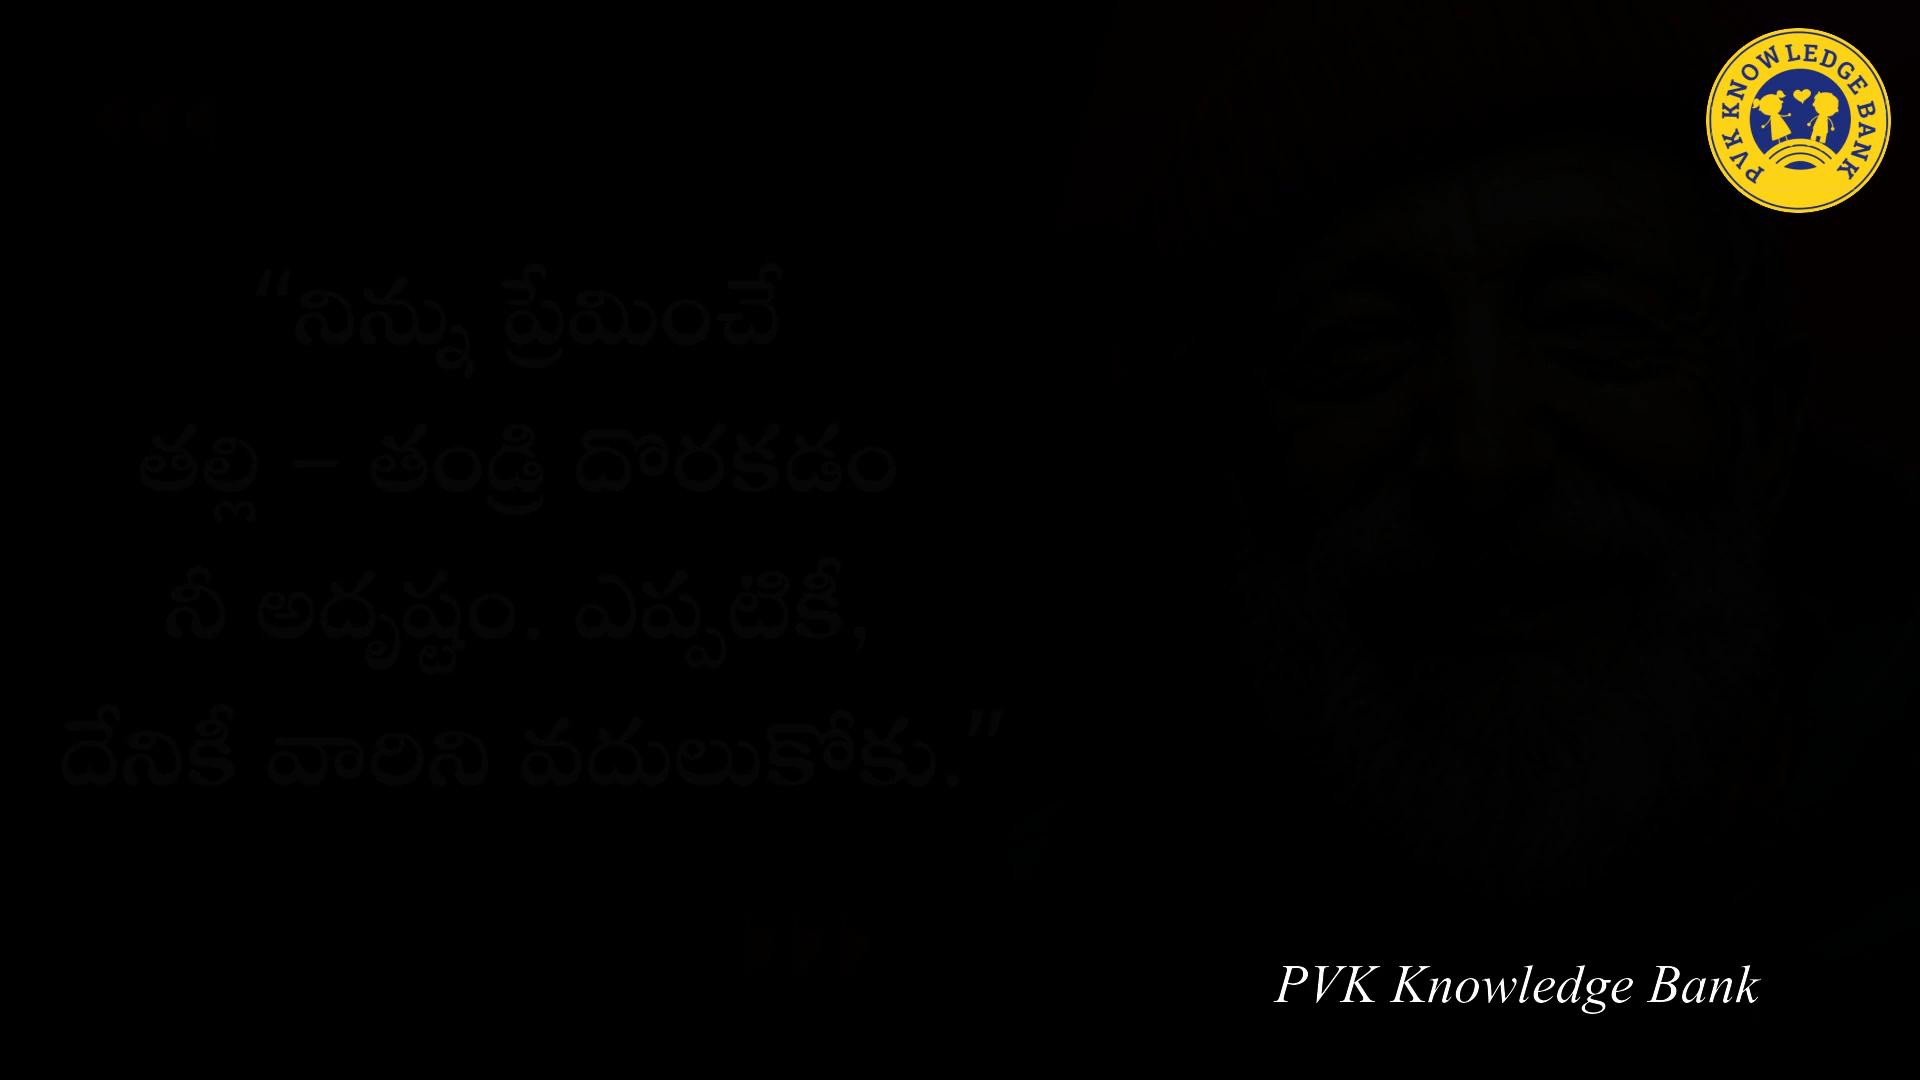 PVK KNOWLEDGE BANK
“నిన్ను ప్రేమించే
తల్లి – తండ్రి దొరకడం
నీ అదృష్టం. ఎప్పటికీ,
దేనికీ వారిని వదులుకోకు.”
PVK Knowledge Bank